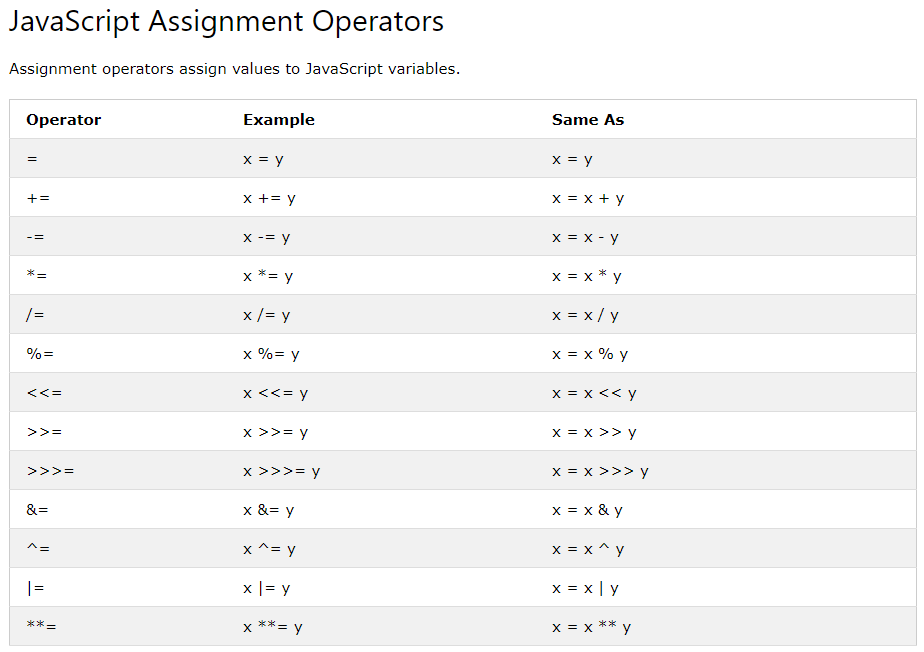 JavaScript Assignment Operators
Assignment operators assign values to JavaScript variables.
Operator Example Same As
= x = y x = y
+= x += y x = x + y
-= x -= y x = x - y
*= x *= y x = x * y
/= x /= y x = x / y
%= x %= y x = x % y
<<= x <<= y x = x << y
>>= x >>= y x = x >> y
>>>= x >>>= y x = x >>> y
&= x &= y x = x & y
^= x ^= y x = x ^ y
|= x |= y x = x | y
**= x **= y x = x ** y